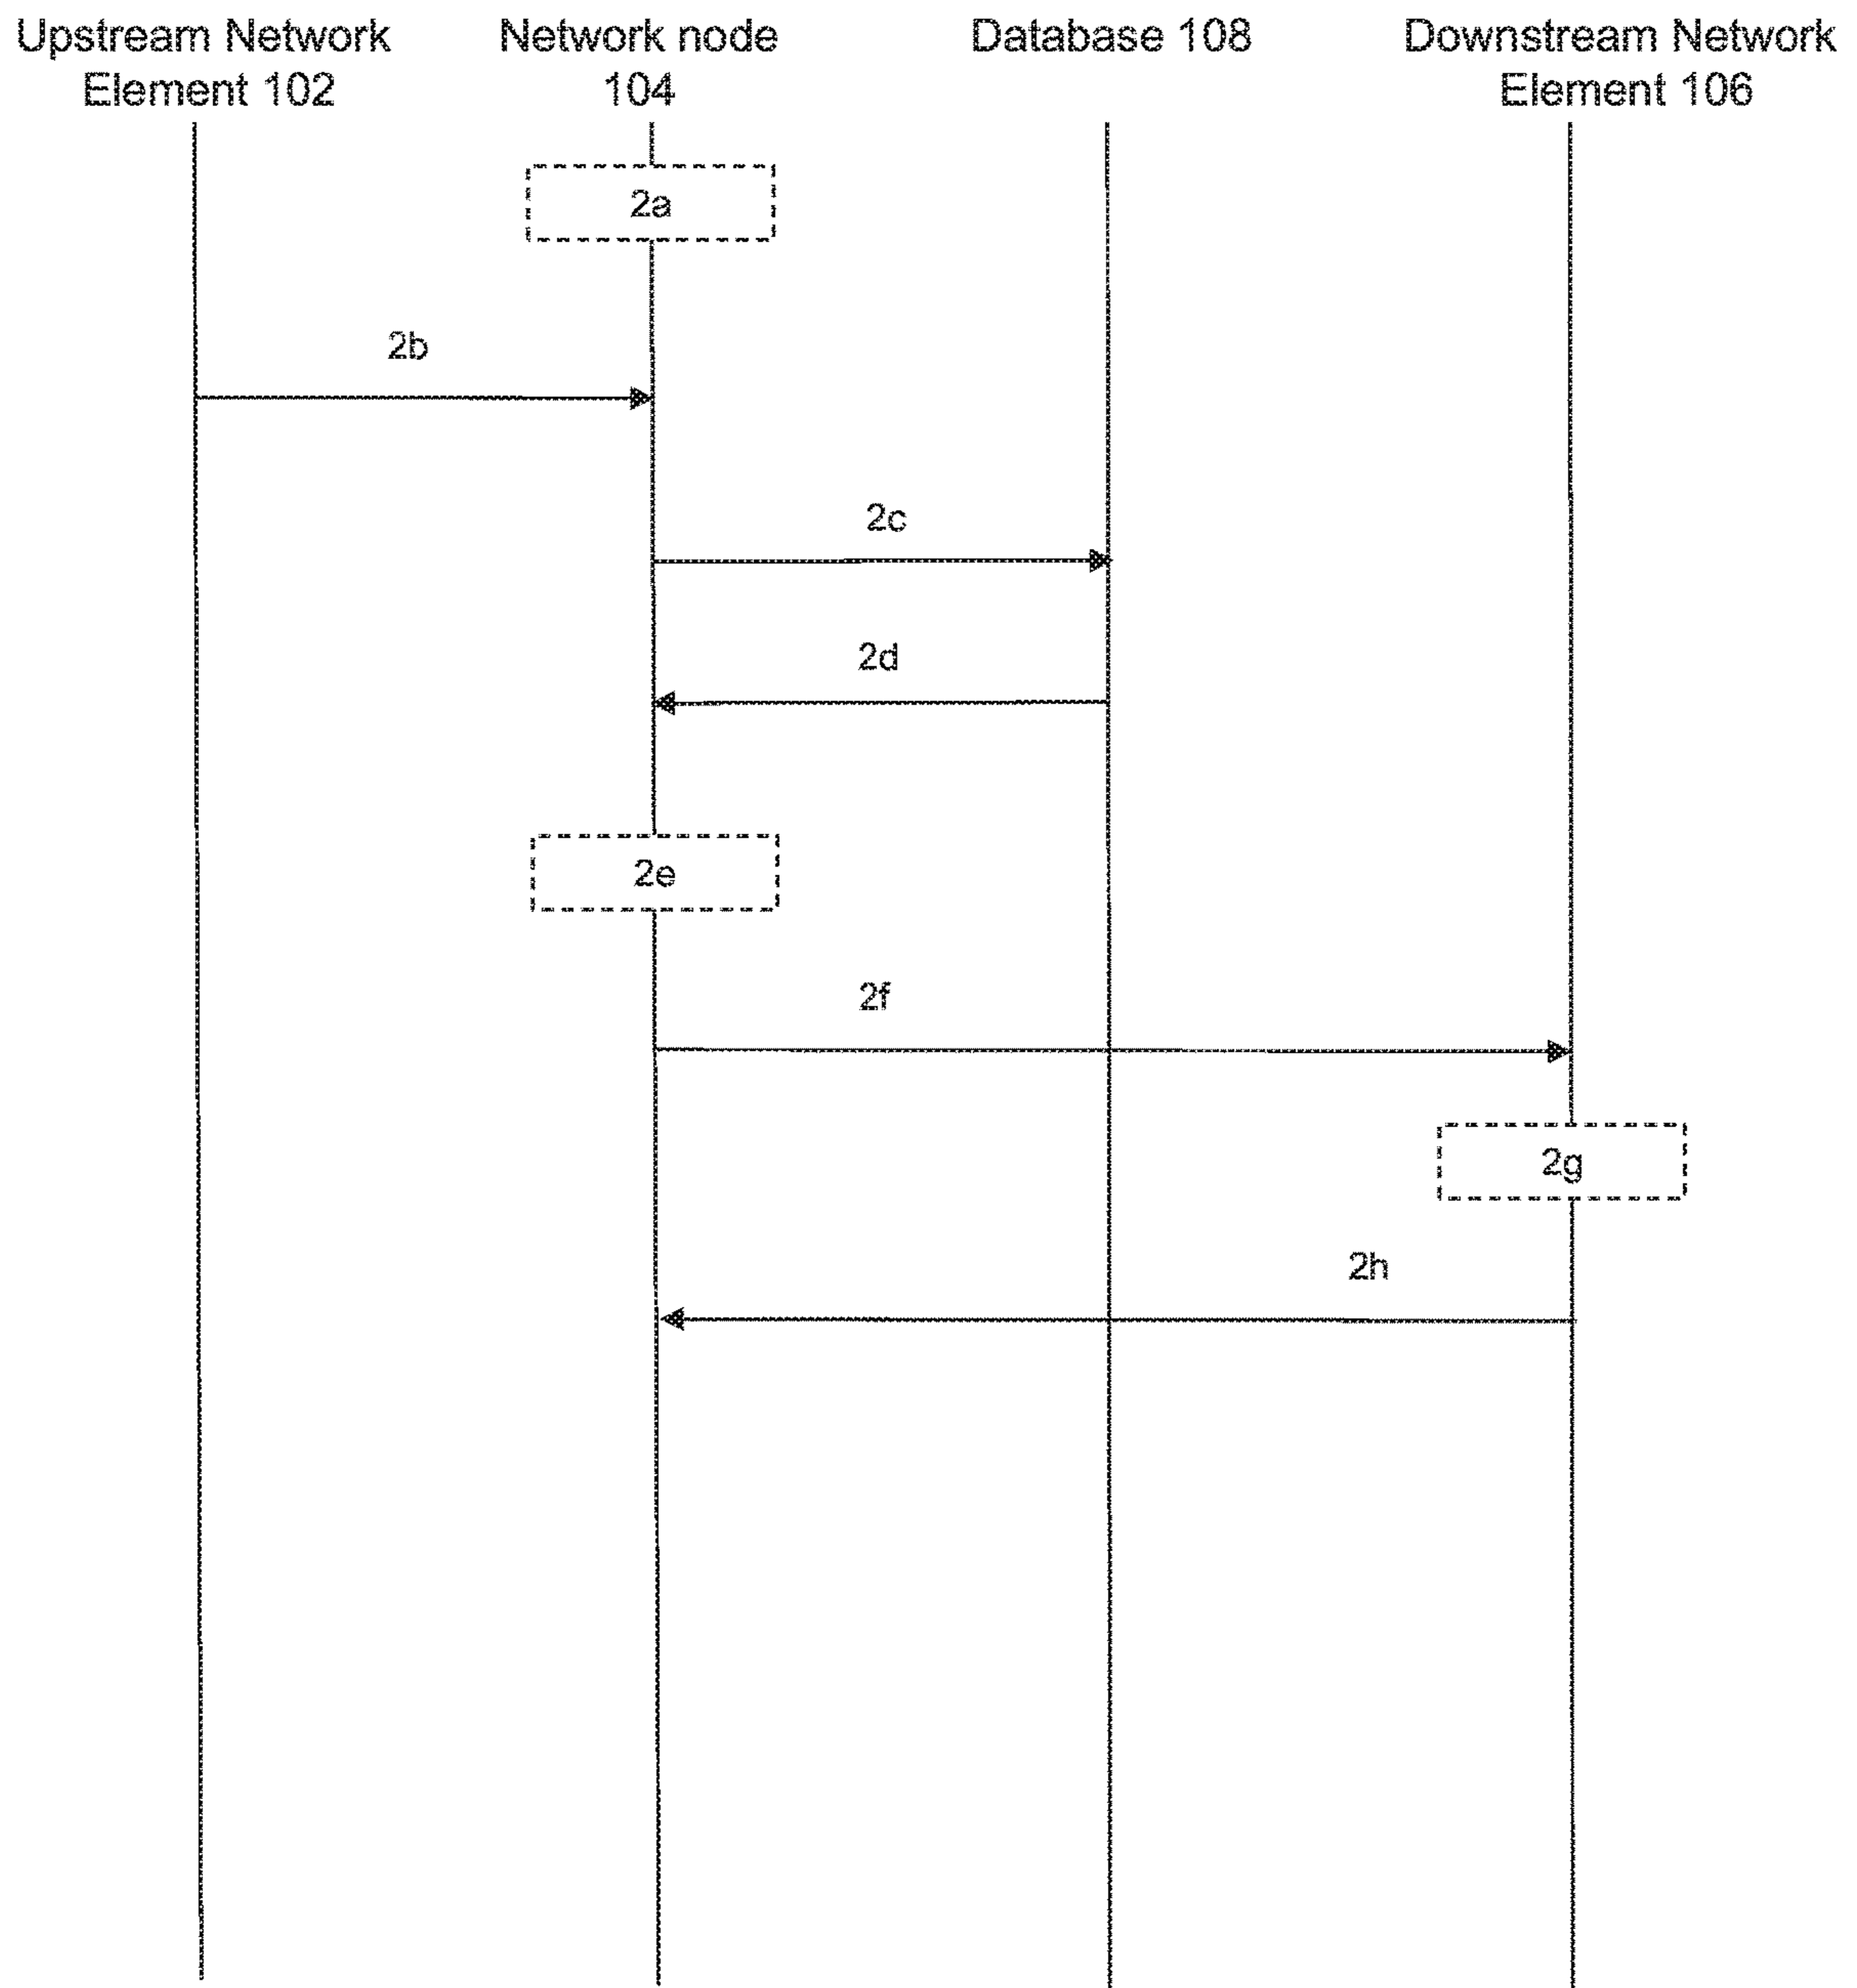 Upstream Network
Element 102
Network node
104
Database 108
Downstream Network
Element 106
2a
2b
2c
2d
2e
2f
2g
2h